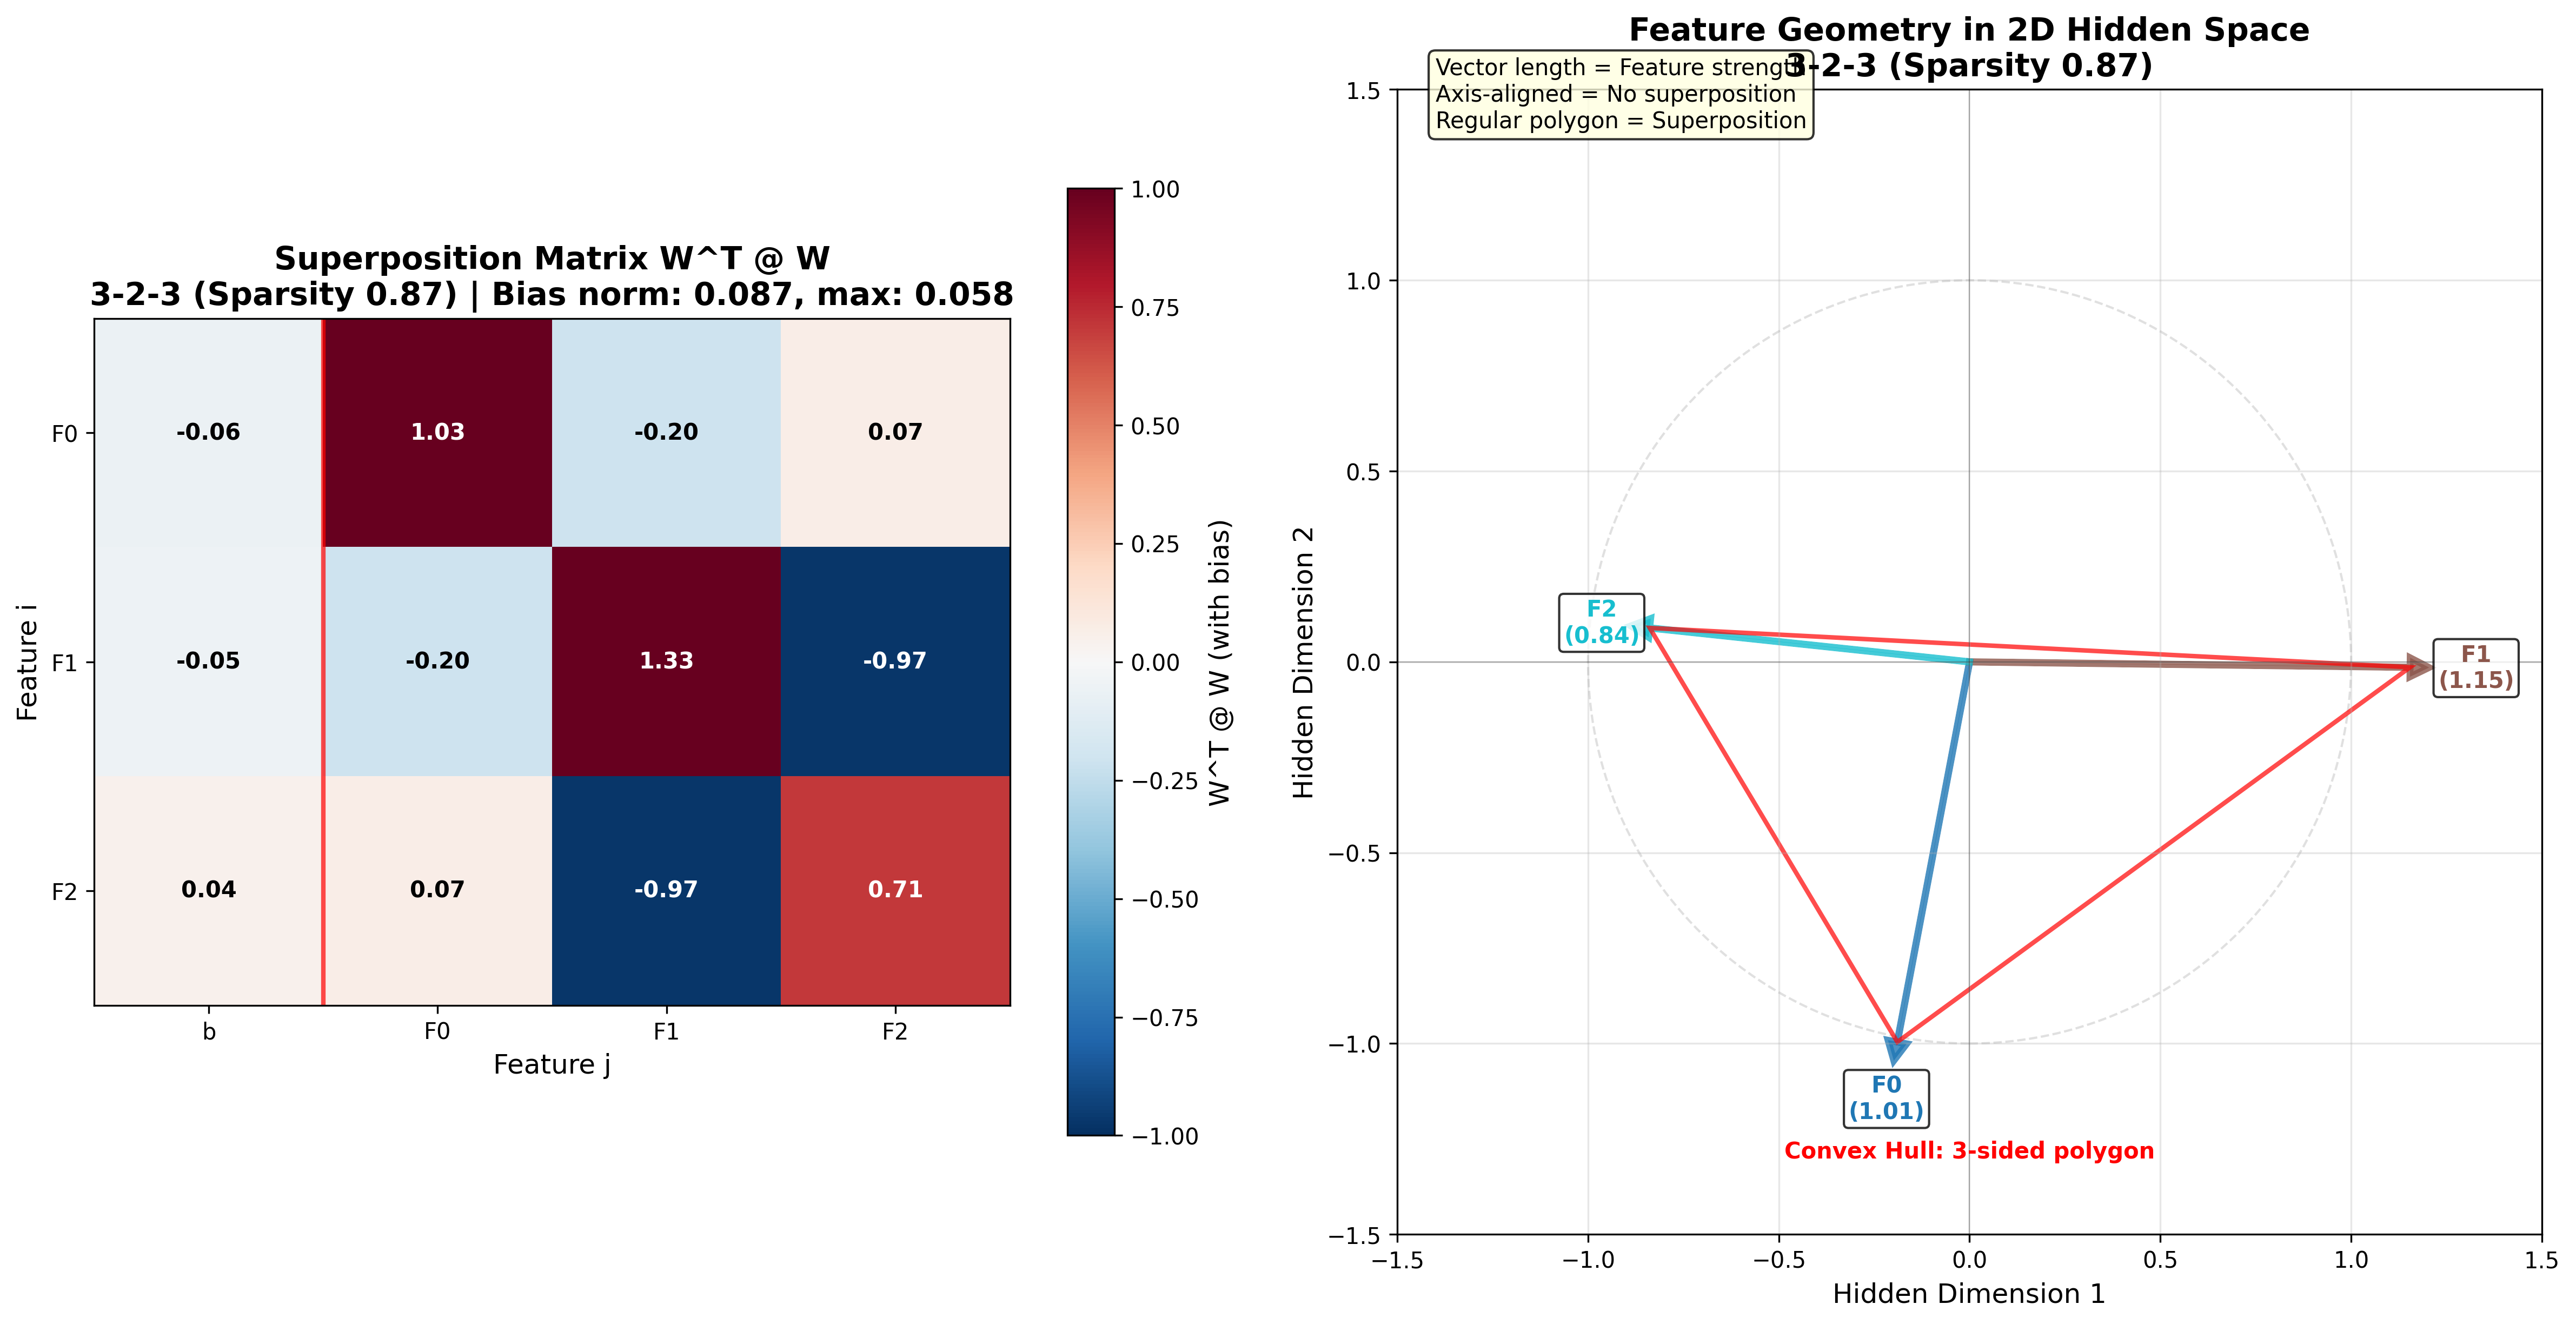 Superposition Matrix W^T @ W
3-2-3 (Sparsity 0.87) | Bias norm: 0.087, max: 0.058
Feature i
F0
F1
F2
-0.06
1.03
-0.20
0.07
-0.05
-0.20
1.33
-0.97
0.04
0.07
-0.97
0.71
b
F0
F1
F2
Feature j
1.00
0.75
0.50
0.25
0.00
−0.25
−0.50
−0.75
−1.00
W^T @ W (with bias)
Feature Geometry in 2D Hidden Space
3-2-3 (Sparsity 0.87)
Vector length = Feature strength
Axis-aligned = No superposition
Regular polygon = Superposition
Hidden Dimension 2
1.5
1.0
0.5
0.0
−0.5
−1.0
−1.5
F2
(0.84)
F1
(1.15)
F0
(1.01)
Convex Hull: 3-sided polygon
−1.5
−1.0
−0.5
0.0
0.5
1.0
1.5
Hidden Dimension 1